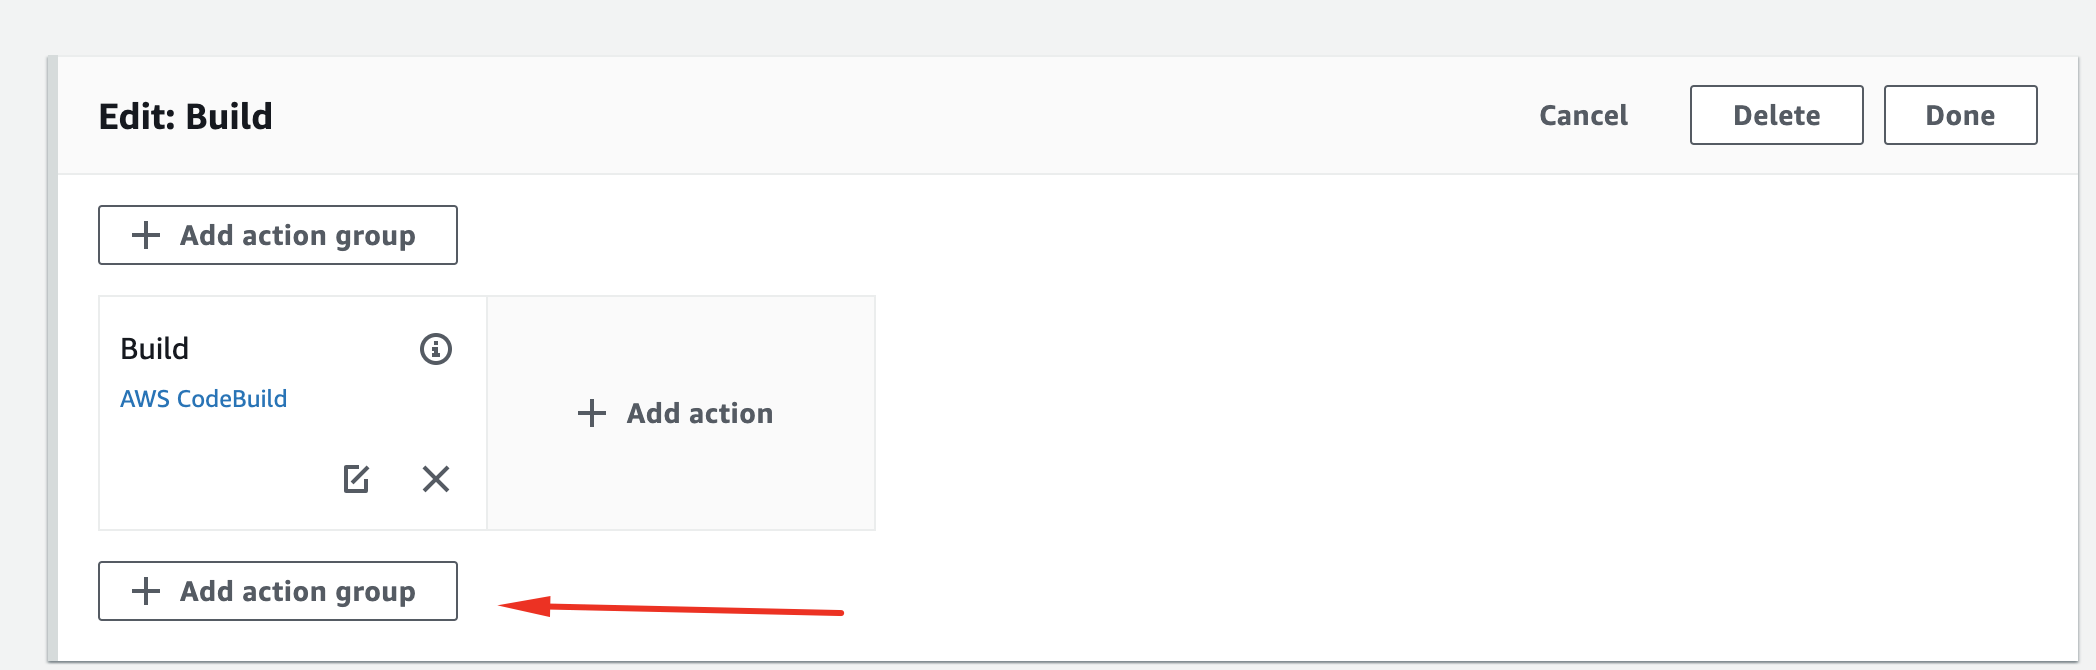 Edit: Build
Cancel
Delete
Done
Add action group
Build
AWS CodeBuild
Add action
Add action group